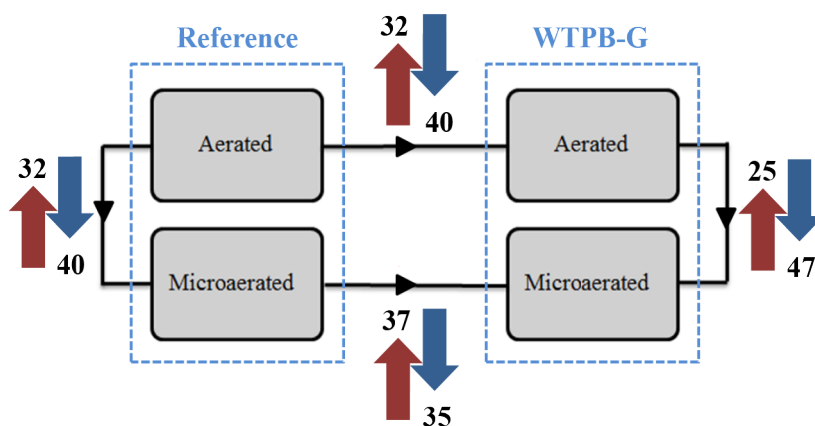 Reference
32
WTPB-G
40
Aerated
Aerated
32
40
25
47
Microaerated
Microaerated
37
35